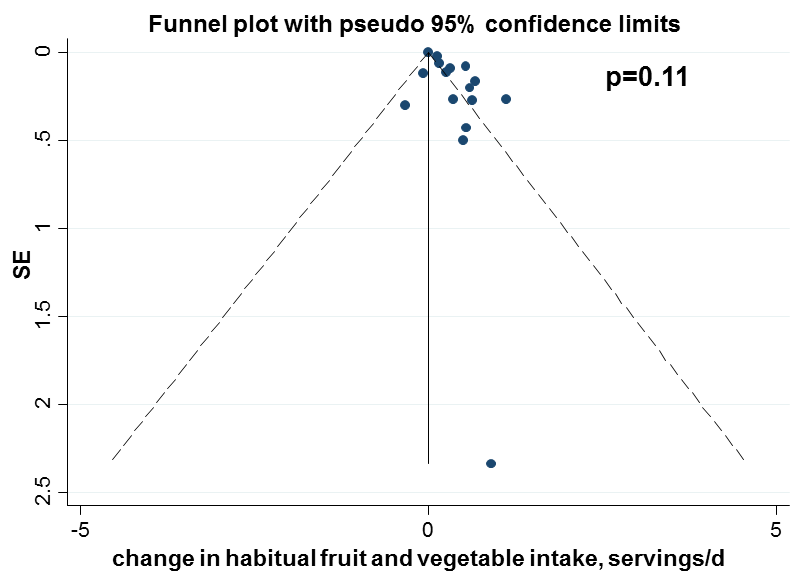 Funnel plot with pseudo 95% confidence limits
p=0.11
0
.5
1
1.5
2
2.5
SE
-5 0 5
change in habitual fruit and vegetable intake, servings/d